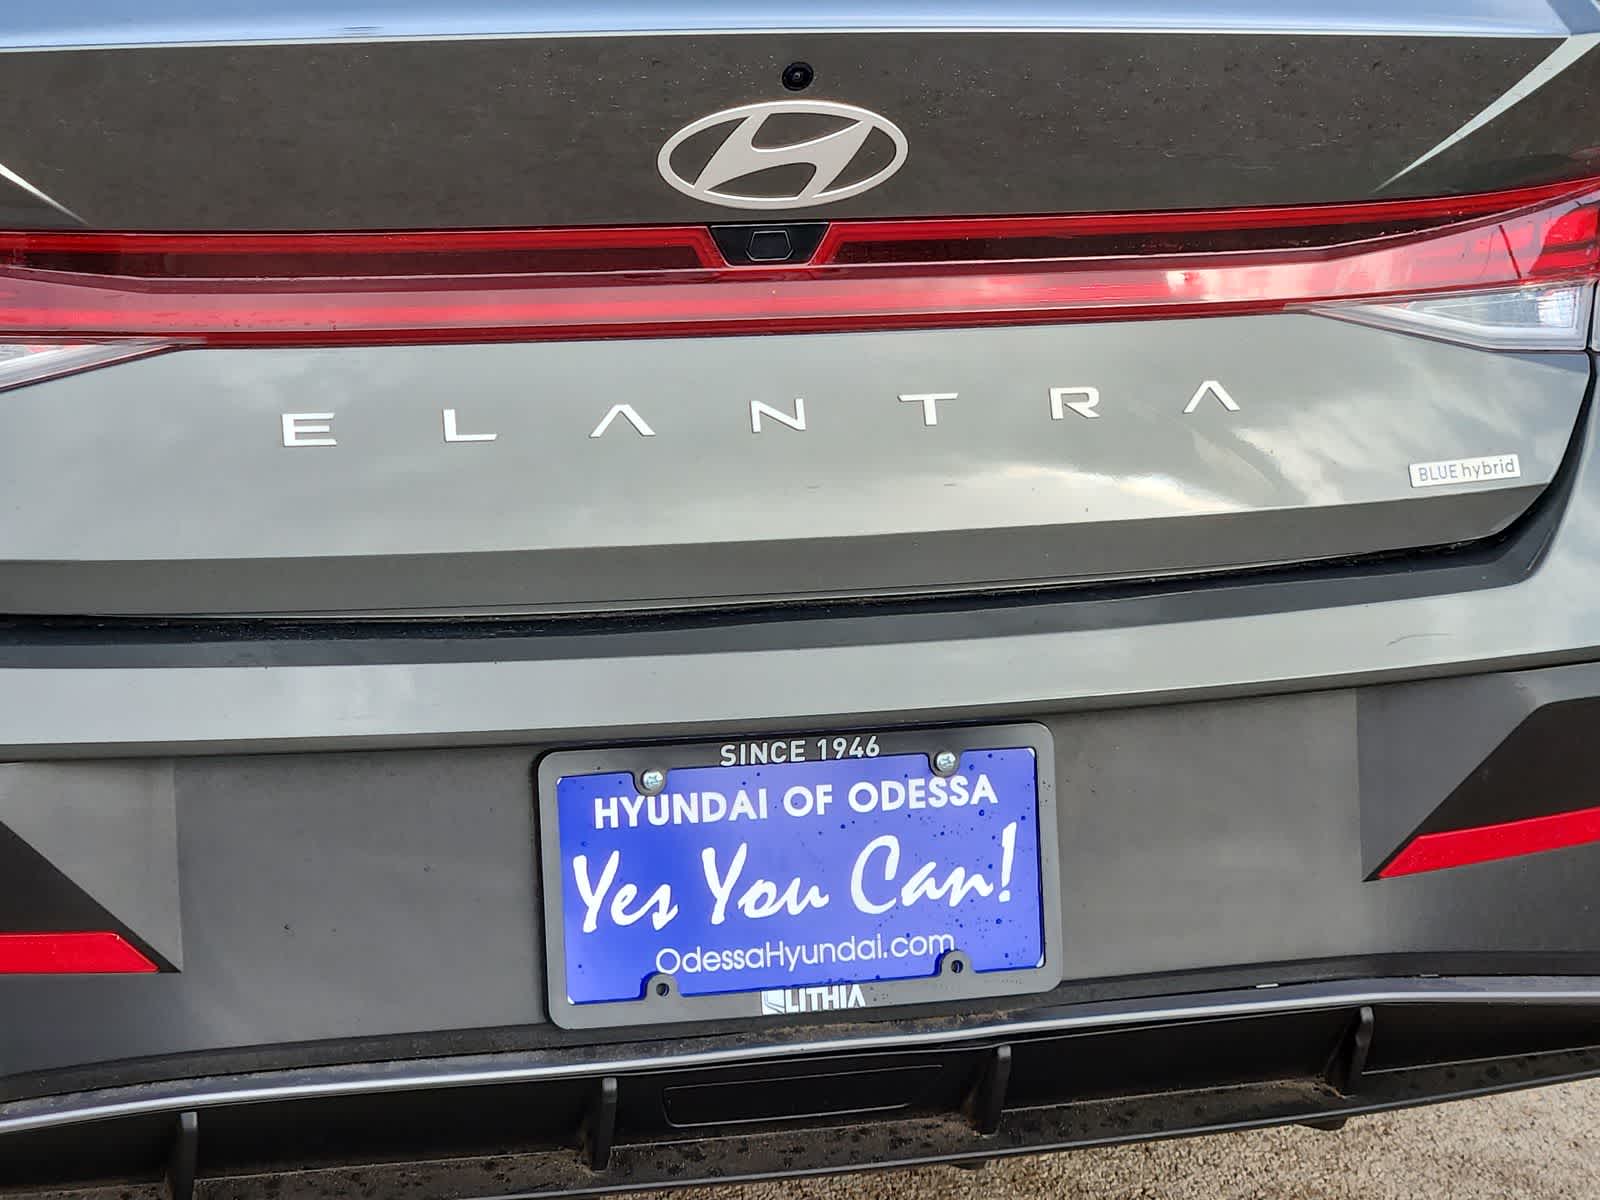 ELANTRA
BLUE hybrid
SINCE 1946
HYUNDAI OF ODESSA
Yes You Can!
OdessaHyundai.com
LITHIA